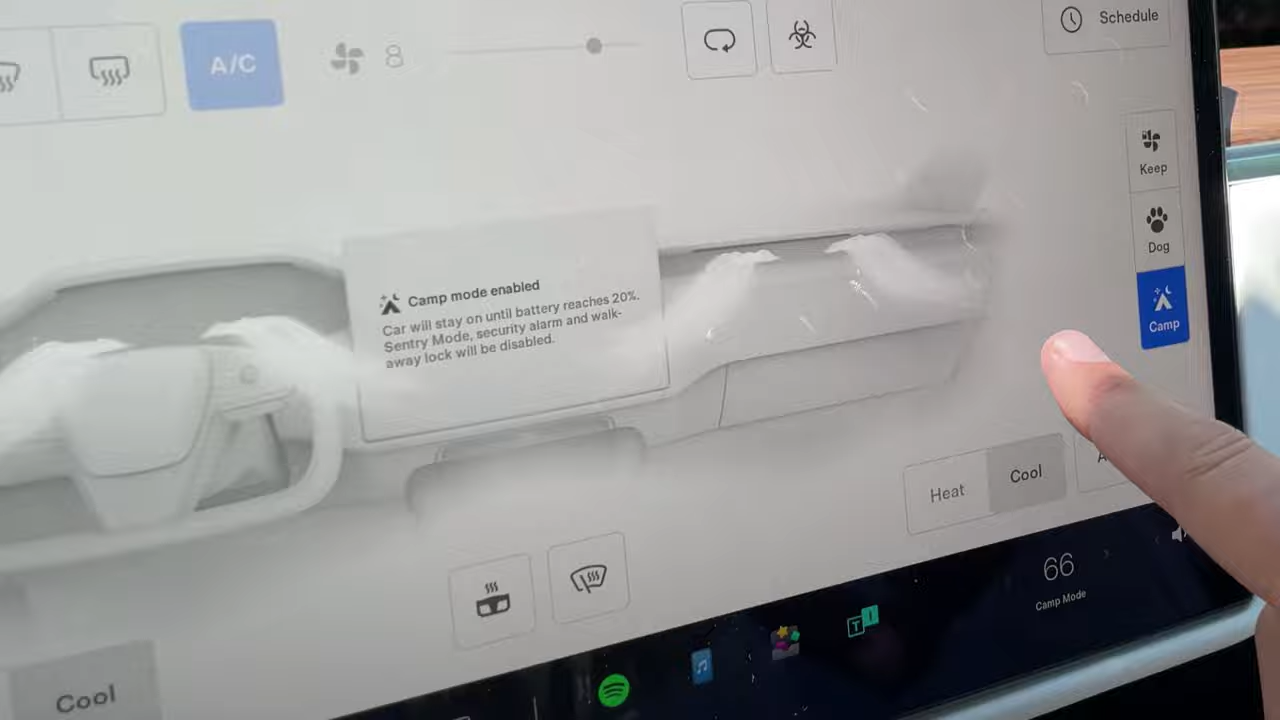 A/C
8
Schedule
Keep
Dog
Camp
Camp mode enabled
Car will stay on until battery reaches 20%.
Sentry Mode, security alarm and walk-
away lock will be disabled.
Heat
Cool
A
66
Camp Mode
T I
Cool